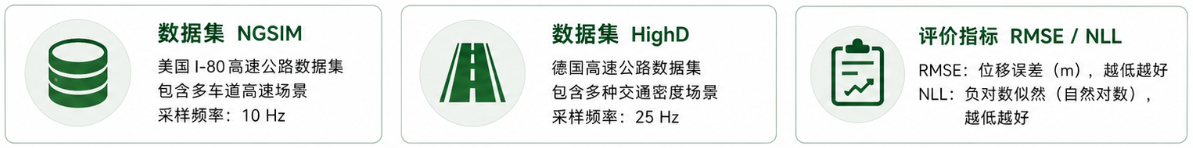 数据集 NGSIM
美国 I-80 高速公路数据集
包含多车道高速场景
采样频率：10 Hz
数据集 HighD
德国高速公路数据集
包含多种交通密度场景
采样频率：25 Hz
评价指标 RMSE / NLL
RMSE：位移误差（m），越低越好
NLL：负对数似然（自然对数），
越低越好